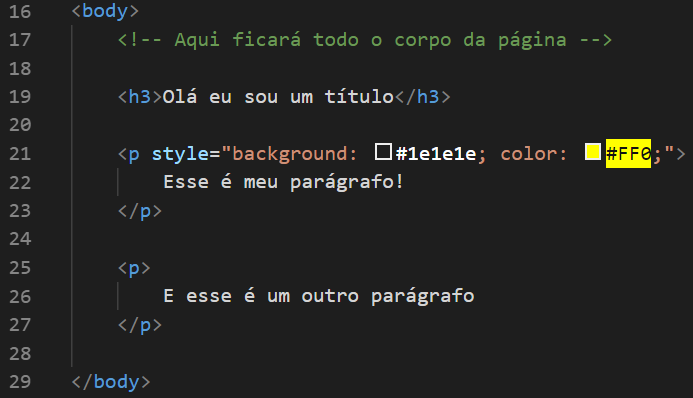 16 <body>
17 <!-- Aqui ficará todo o corpo da página -->
18
19 <h3>Olá eu sou um título</h3>
20
21 <p style="background: #1e1e1e; color: #FF0;">
22 Esse é meu parágrafo!
23 </p>
24
25 <p>
26 E esse é um outro parágrafo
27 </p>
28
29 </body>